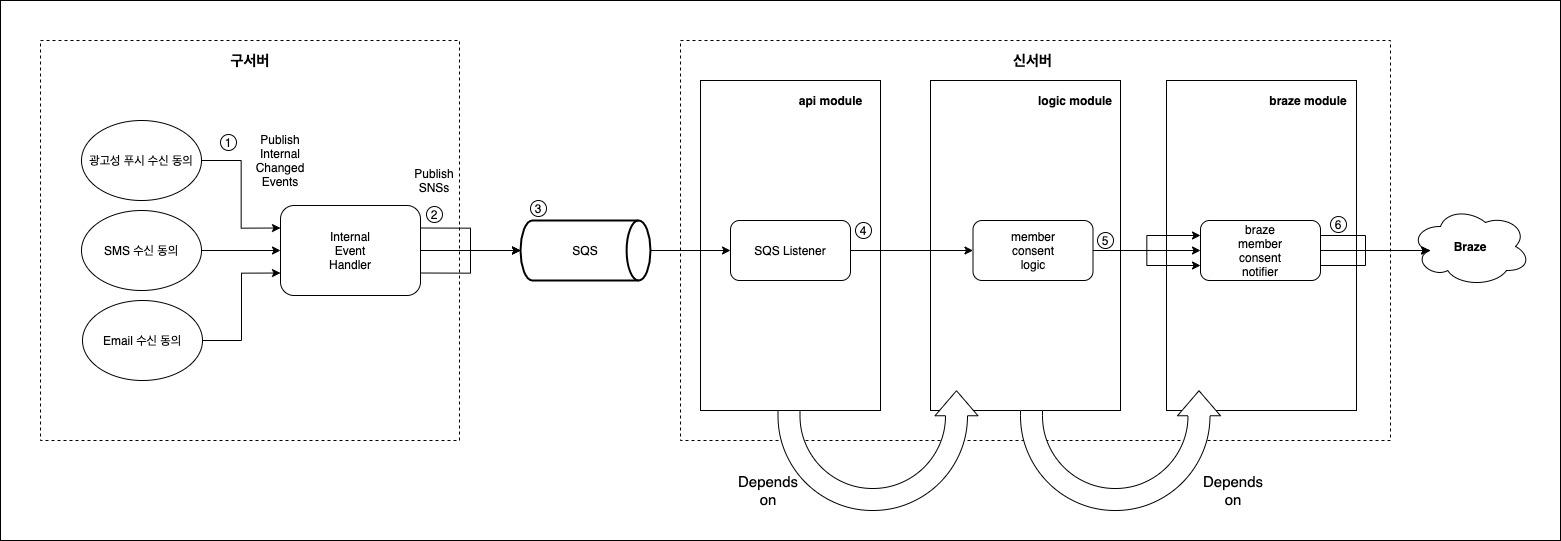 구서버
광고성 푸시 수신 동의
SMS 수신 동의
Email 수신 동의
①
Publish
Internal
Changed
Events
Internal
Event
Handler
Publish
SNSs
②
③
SQS
신서버
api module
SQS Listener
④
logic module
member
consent
logic
⑤
braze module
braze
member
consent
notifier
⑥
Braze
Depends
on
Depends
on